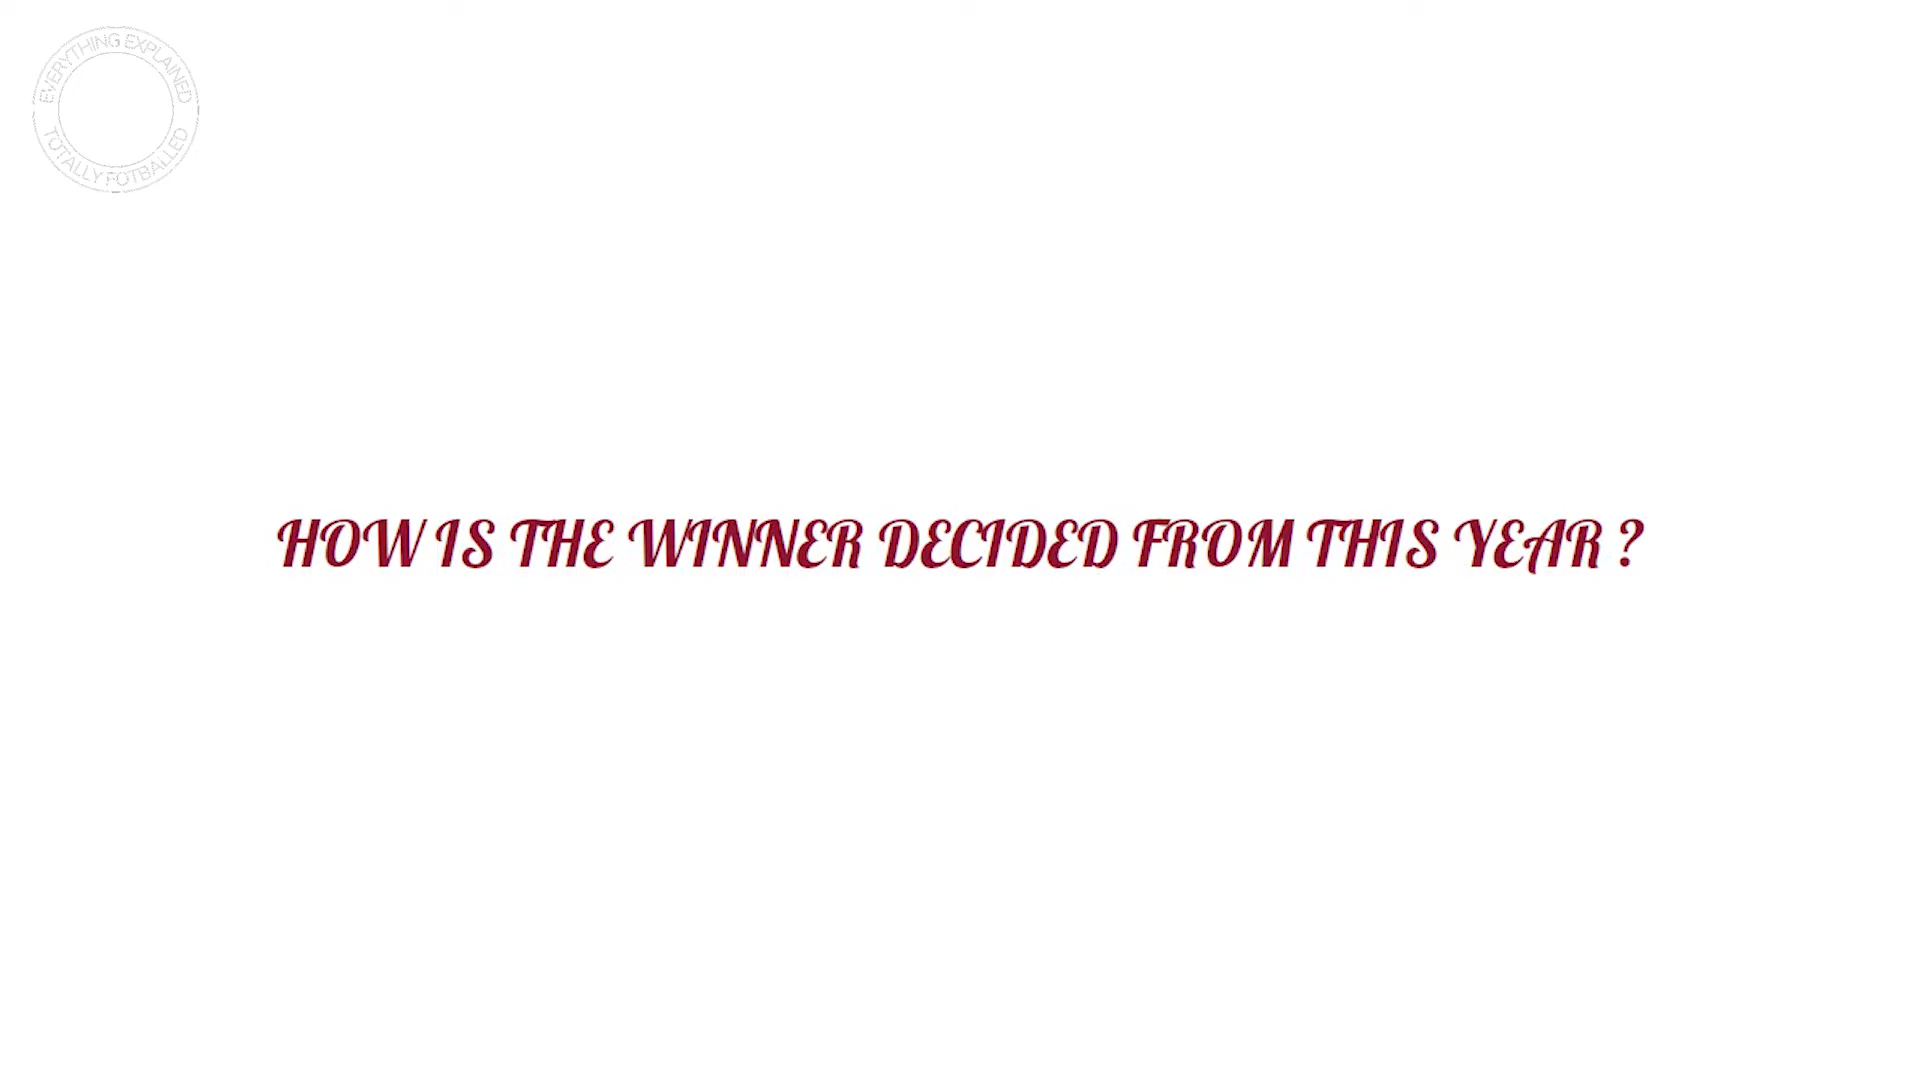 EVERYTHING EXPLAINED
TOTALLY FOTBALLED
HOW IS THE WINNER DECIDED FROM THIS YEAR ?